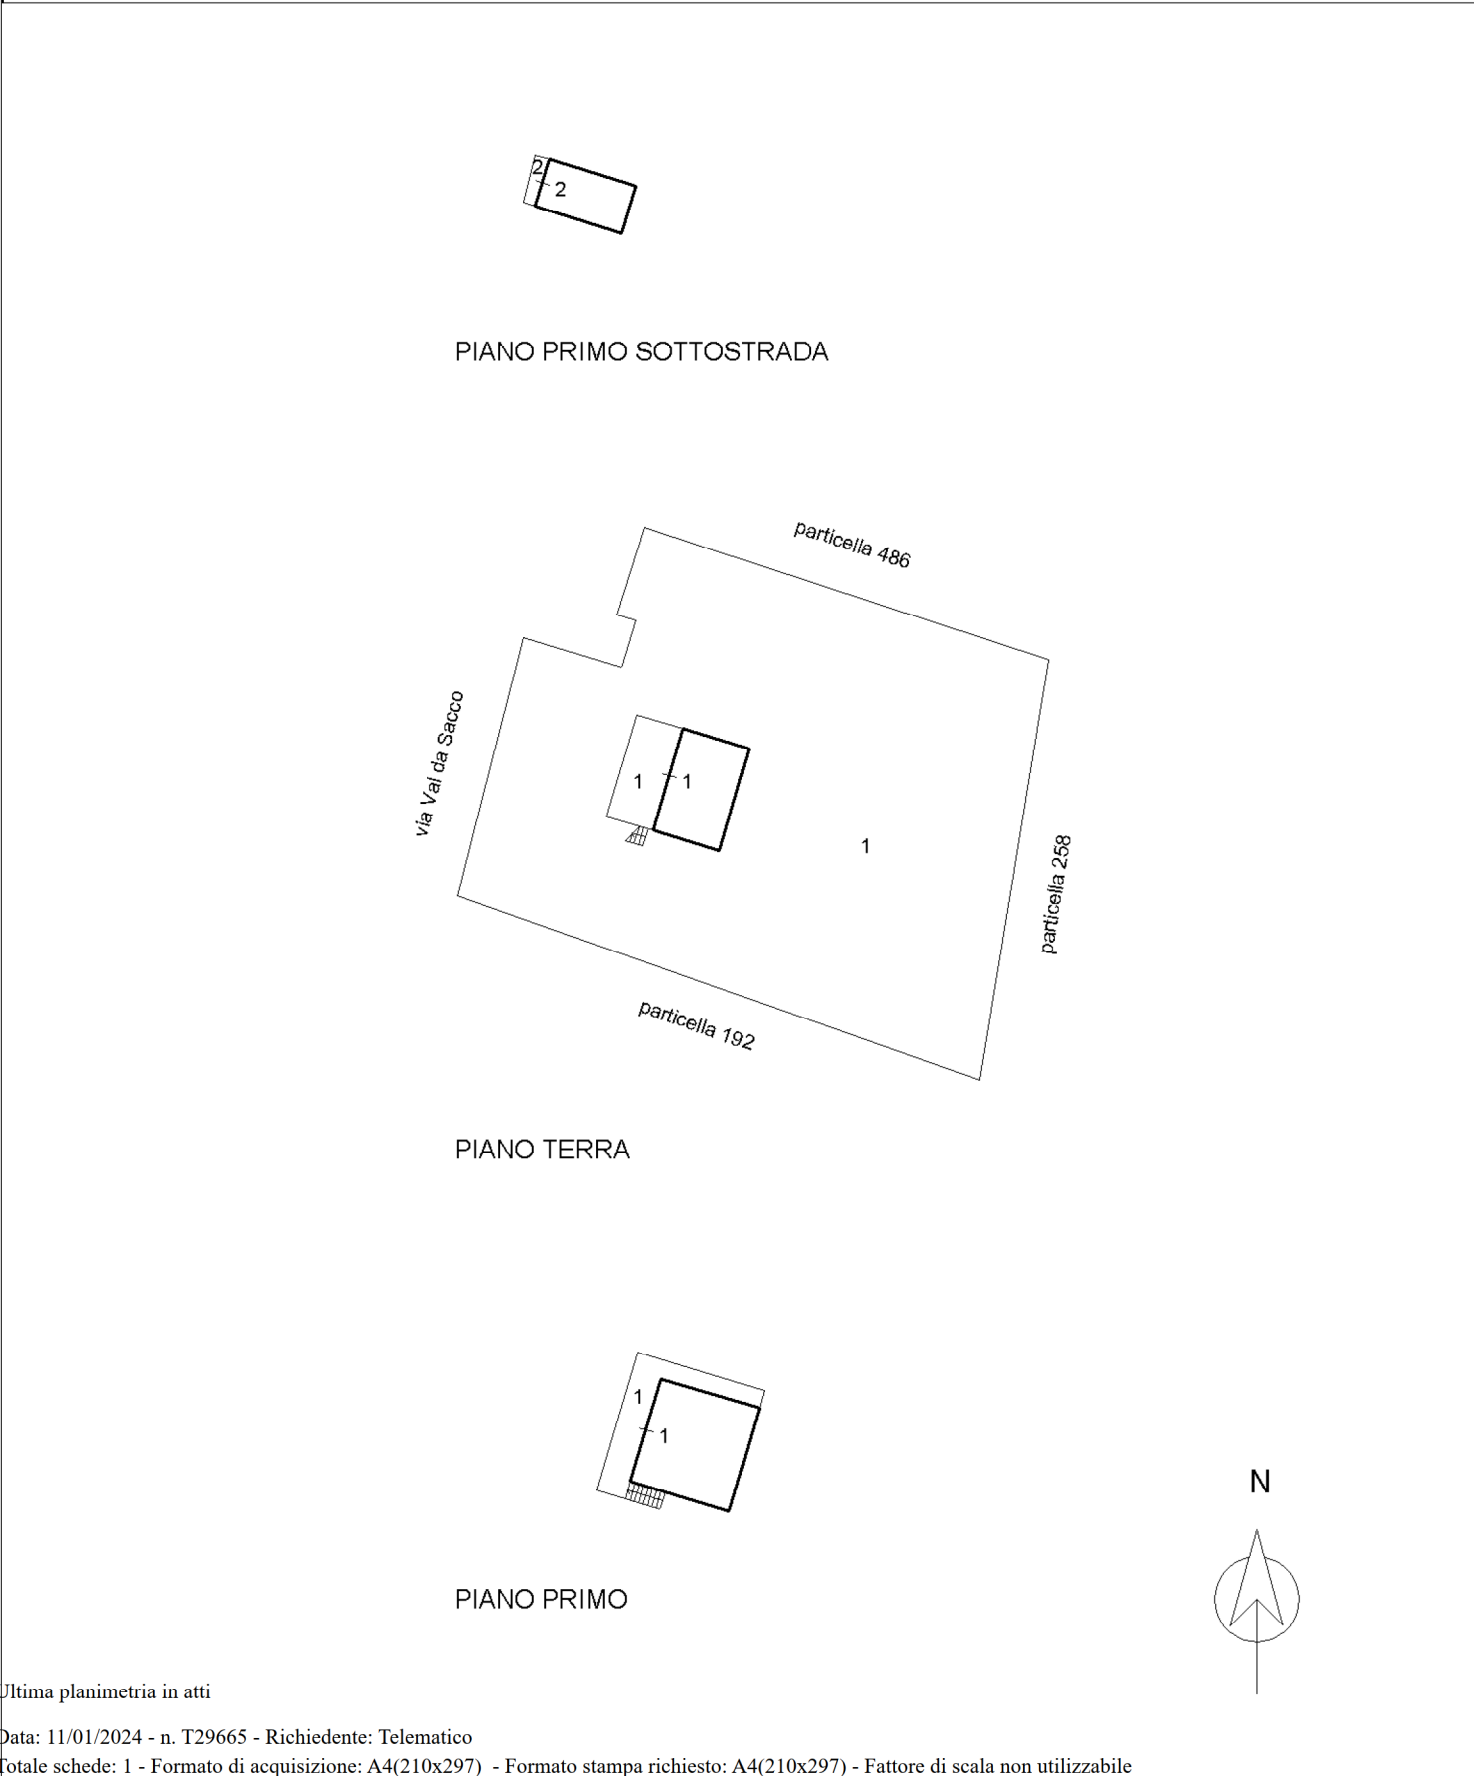 2
2
PIANO PRIMO SOTTOSTRADA
particella 486
via Val da Sacco
1
1
1
particella 258
particella 192
PIANO TERRA
1
1
N
PIANO PRIMO
Ultima planimetria in atti
Data: 11/01/2024 - n. T29665 - Richiedente: Telematico
Totale schede: 1 - Formato di acquisizione: A4(210x297) - Formato stampa richiesto: A4(210x297) - Fattore di scala non utilizzabile